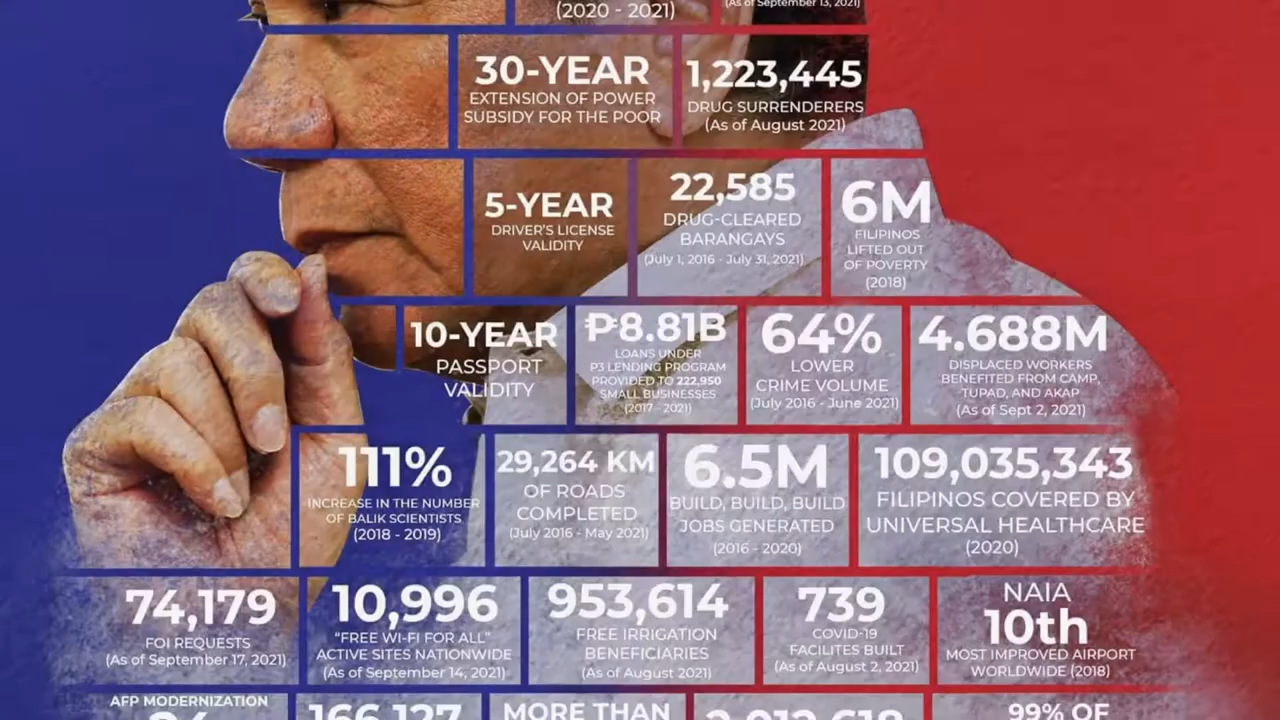 (2020 - 2021)
(As of September 13, 2021)
30-YEAR
EXTENSION OF POWER
SUBSIDY FOR THE POOR
1,223,445
DRUG SURRENDERERS
(As of August 2021)
5-YEAR
DRIVER'S LICENSE
VALIDITY
22,585
DRUG-CLEARED
BARANGAYS
(July 1, 2016 - July 31, 2021)
6M
FILIPINOS
LIFTED OUT
OF POVERTY
(2018)
10-YEAR
PASSPORT
VALIDITY
₱8.81B
LOANS UNDER
P3 LENDING PROGRAM
PROVIDED TO 222,950
SMALL BUSINESSES
(2017 - 2021)
64%
LOWER
CRIME VOLUME
(July 2016 - June 2021)
4.688M
DISPLACED WORKERS
BENEFITED FROM CAMP,
TUPAD, AND AKAP
(As of Sept 2, 2021)
111%
INCREASE IN THE NUMBER
OF BALIK SCIENTISTS
(2018 - 2019)
29,264 KM
OF ROADS
COMPLETED
(July 2016 - May 2021)
6.5M
BUILD, BUILD, BUILD
JOBS GENERATED
(2016 - 2020)
109,035,343
FILIPINOS COVERED BY
UNIVERSAL HEALTHCARE
(2020)
74,179
FOI REQUESTS
(As of September 17, 2021)
10,996
"FREE WI-FI FOR ALL"
ACTIVE SITES NATIONWIDE
(As of September 14, 2021)
953,614
FREE IRRIGATION
BENEFICIARIES
(As of August 2021)
739
COVID-19
FACILITES BUILT
(As of August 2, 2021)
NAIA
10th
MOST IMPROVED AIRPORT
WORLDWIDE (2018)
AFP MODERNIZATION
166,127
MORE THAN
99% OF